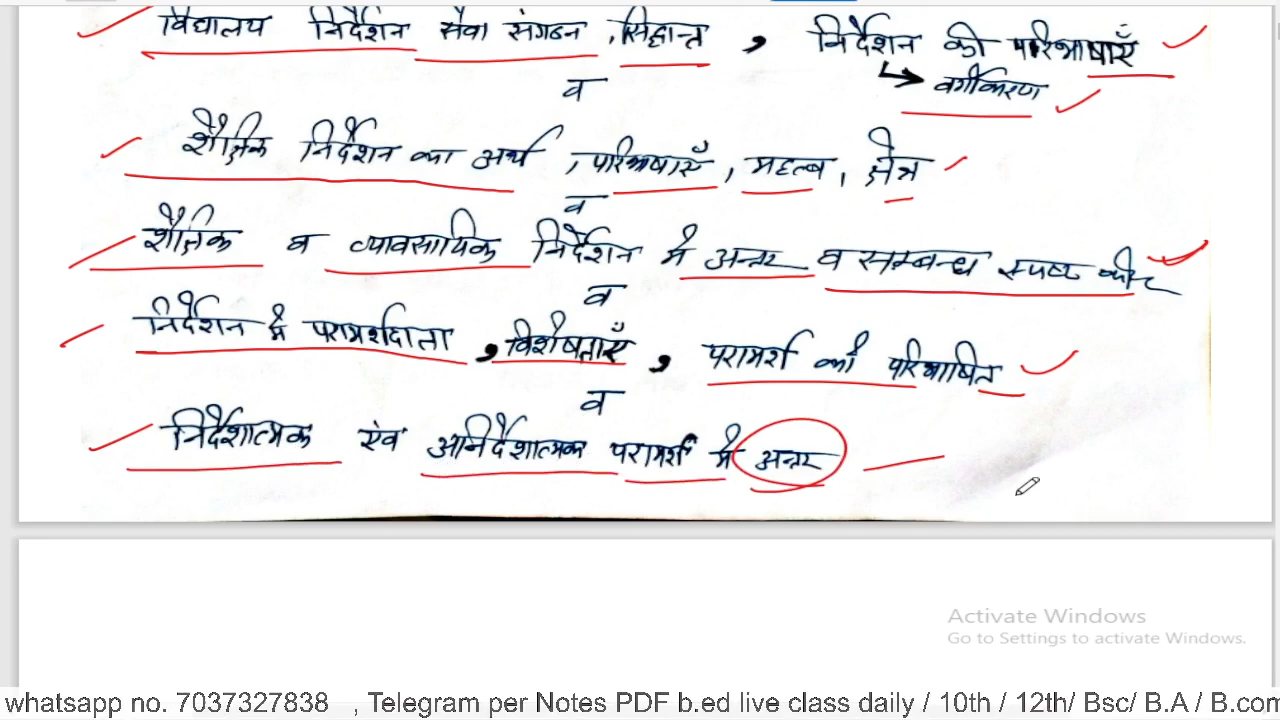 विद्यालय निर्देशन सेवा संगठन , सिद्धान्त , निर्देशन की परिभाषाएँ
वर्गीकरण
व
शैक्षिक निर्देशन का अर्थ , परिभाषाएँ , महत्व , क्षेत्र
व
शैक्षिक व व्यावसायिक निर्देशन में अन्तर व सम्बन्ध स्पष्ट
व
निर्देशन में परामर्शदाता , विशेषताएँ , परामर्श को परिभाषित
व
निर्देशात्मक एंव अनिर्देशात्मक परामर्श में अन्तर
Activate Windows
Go to Settings to activate Windows.
whatsapp no. 7037327838 , Telegram per Notes PDF b.ed live class daily / 10th / 12th/ Bsc/ B.A / B.con